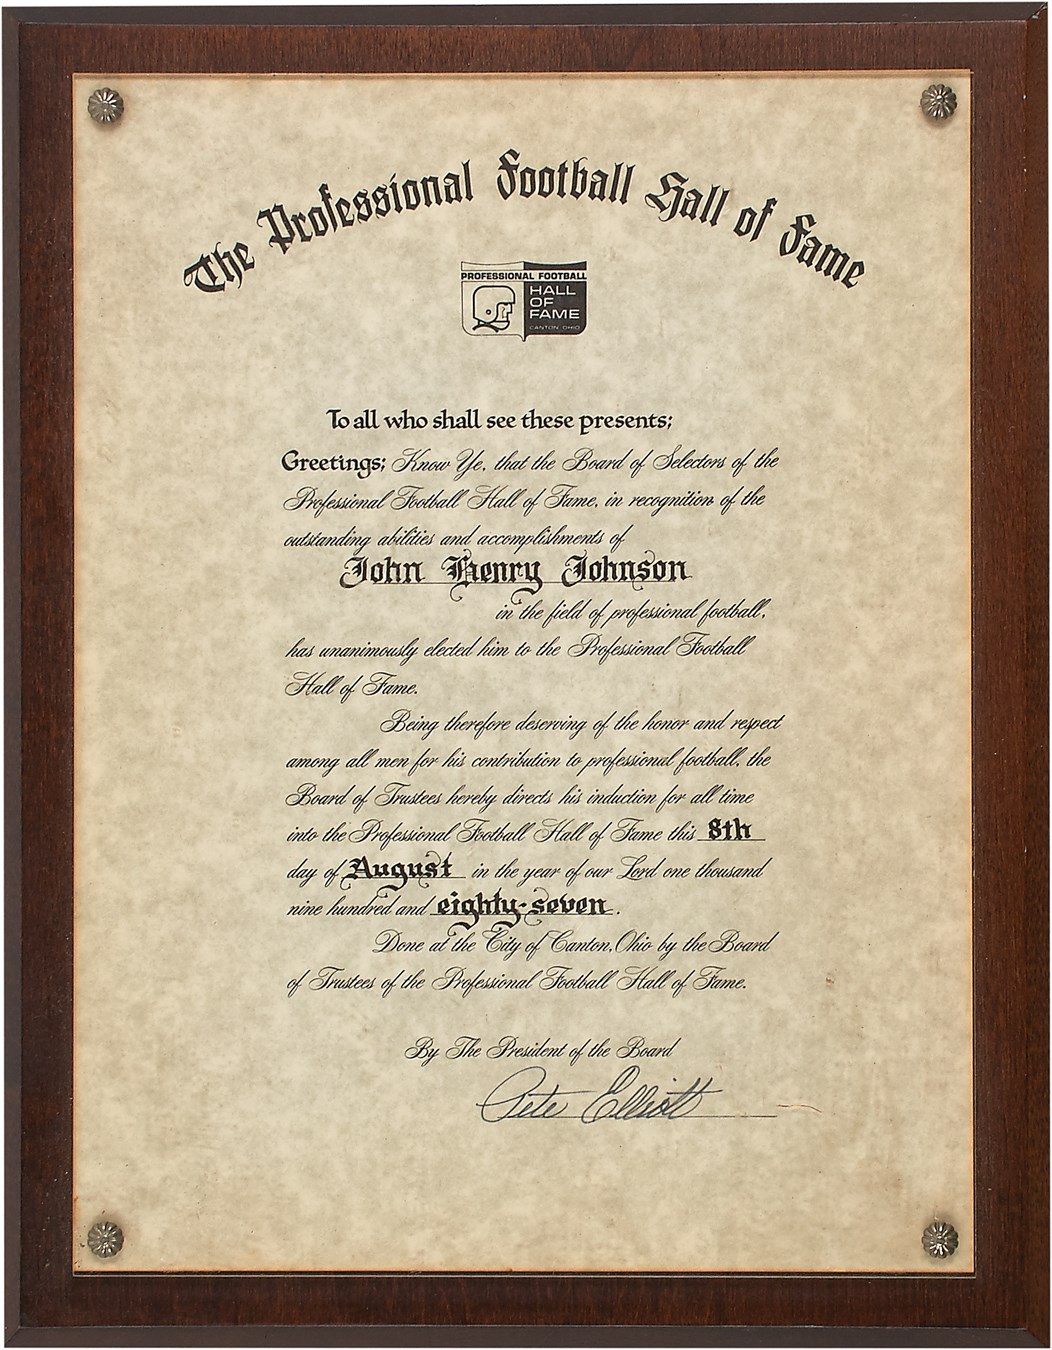 The Professional Football Hall of Fame
PROFESSIONAL FOOTBALL
HALL
OF
FAME
CANTON OHIO
To all who shall see these presents;
Greetings; Know Ye, that the Board of Selectors of the
Professional Football Hall of Fame, in recognition of the
outstanding abilities and accomplishments of
John Henry Johnson
in the field of professional football,
has unanimously elected him to the Professional Football
Hall of Fame.
Being therefore deserving of the honor and respect
among all men for his contribution to professional football, the
Board of Trustees hereby directs his induction for all time
into the Professional Football Hall of Fame this 8th
day of August in the year of our Lord one thousand
nine hundred and eighty-seven.
Done at the City of Canton, Ohio by the Board
of Trustees of the Professional Football Hall of Fame.
By The President of the Board
Pete Elliott